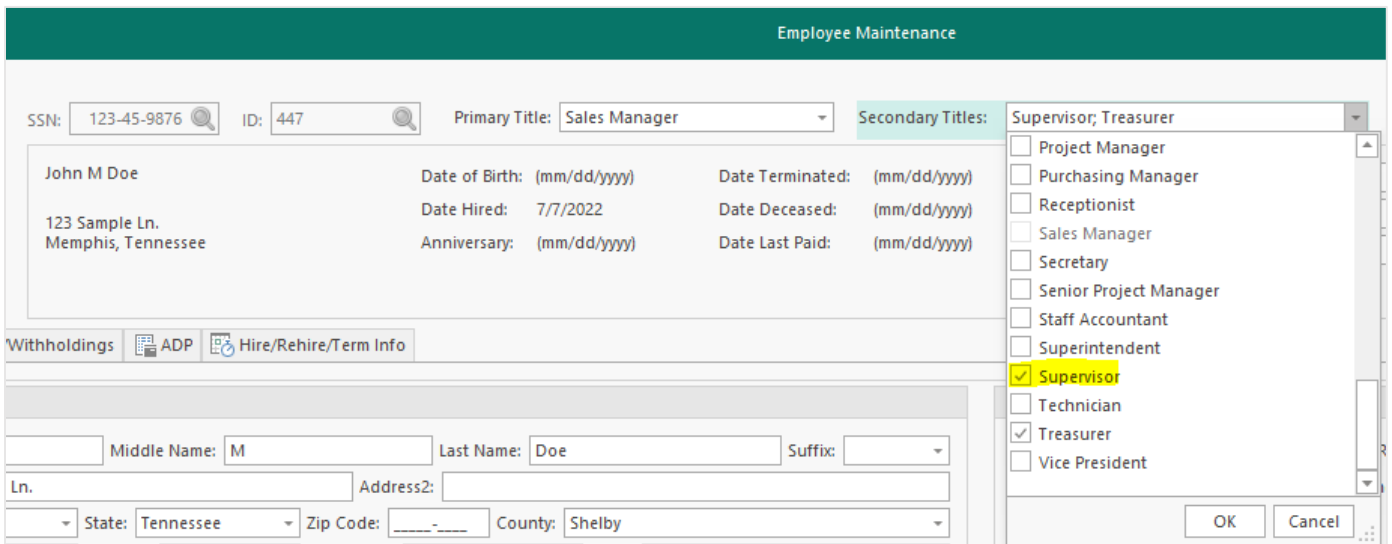 Employee Maintenance
SSN: 123-45-9876 ID: 447 Primary Title: Sales Manager Secondary Titles: Supervisor; Treasurer
John M Doe
123 Sample Ln.
Memphis, Tennessee
Date of Birth: (mm/dd/yyyy) Date Terminated: (mm/dd/yyyy)
Date Hired: 7/7/2022 Date Deceased: (mm/dd/yyyy)
Anniversary: (mm/dd/yyyy) Date Last Paid: (mm/dd/yyyy)
Project Manager
Purchasing Manager
Receptionist
Sales Manager
Secretary
Senior Project Manager
Staff Accountant
Superintendent
Supervisor
Technician
Treasurer
Vice President
OK Cancel
/Withholdings ADP Hire/Rehire/Term Info
Middle Name: M Last Name: Doe Suffix:
Ln. Address2:
State: Tennessee Zip Code: _____-____ County: Shelby